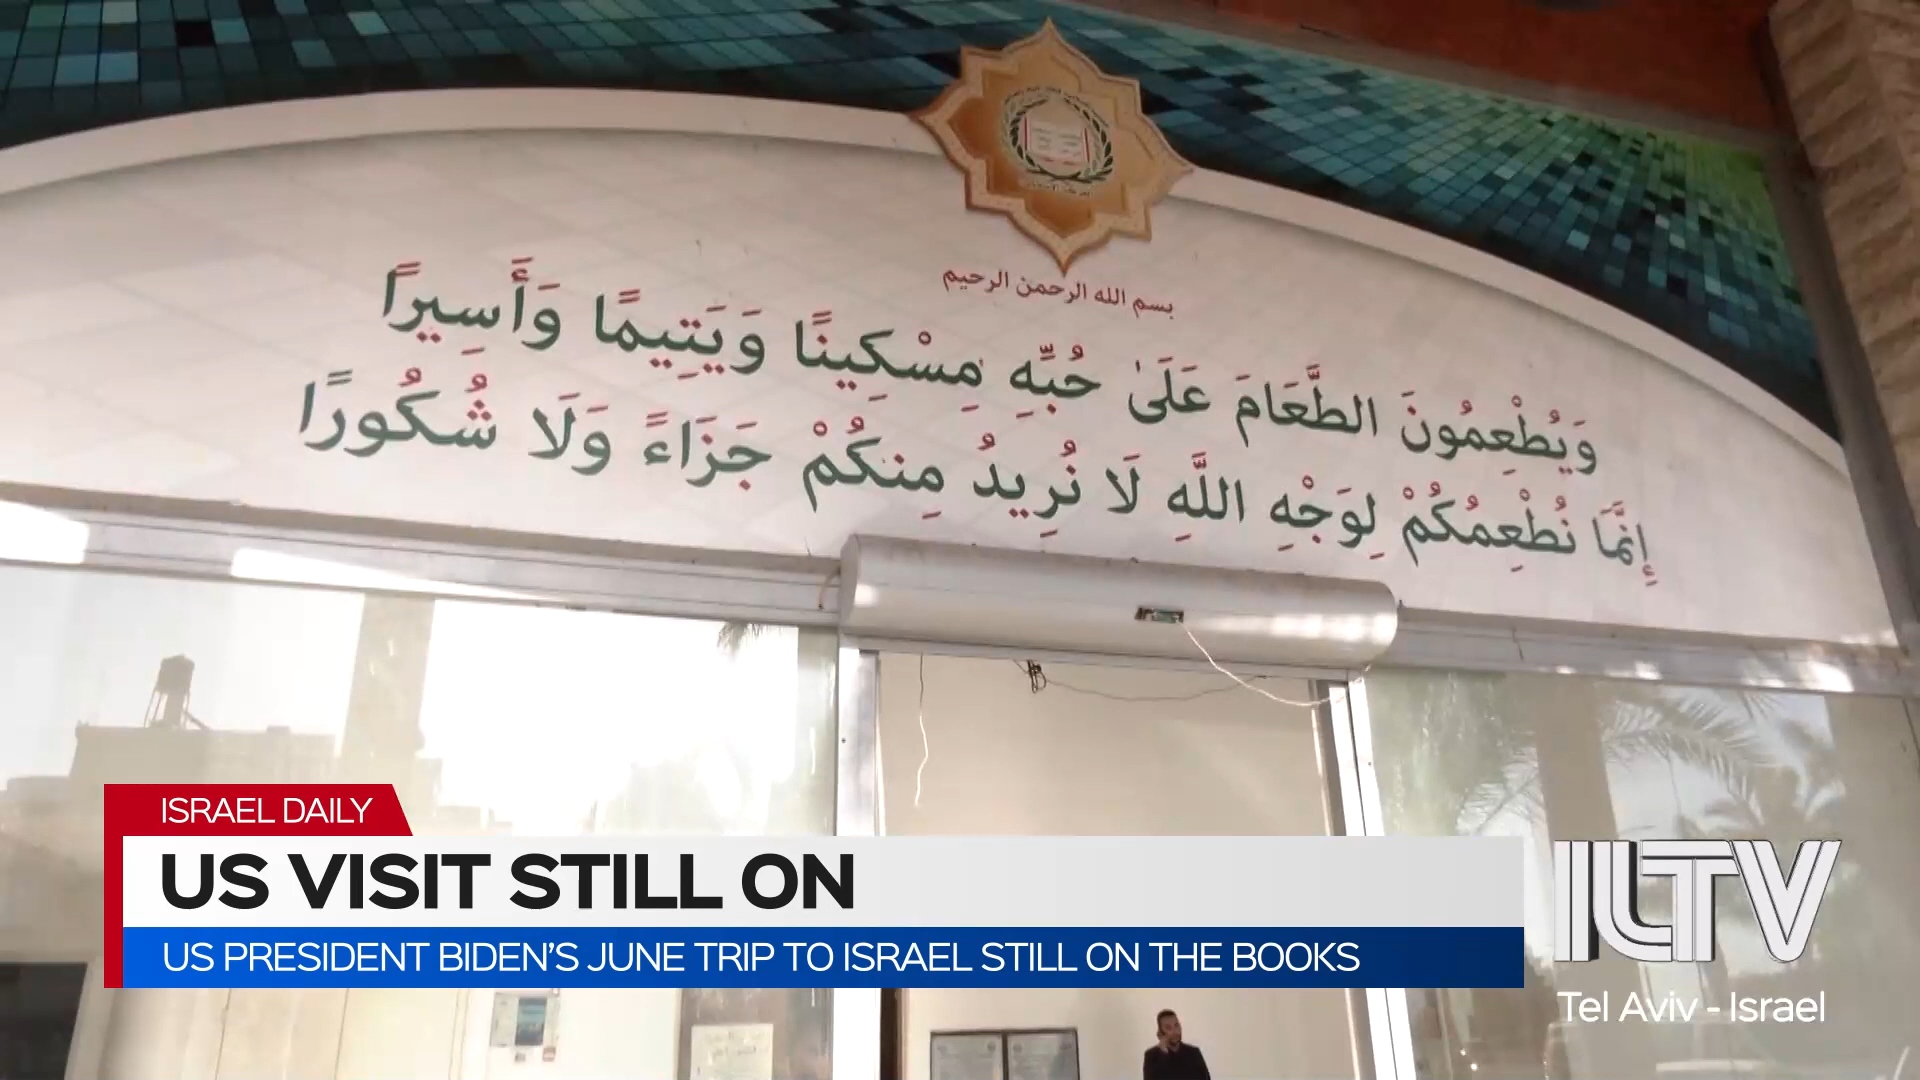 بسم الله الرحمن الرحيم
وَيُطْعِمُونَ الطَّعَامَ عَلَىٰ حُبِّهِ مِسْكِينًا وَيَتِيمًا وَأَسِيرًا
إِنَّمَا نُطْعِمُكُمْ لِوَجْهِ اللَّهِ لَا نُرِيدُ مِنكُمْ جَزَاءً وَلَا شُكُورًا
ISRAEL DAILY
US VISIT STILL ON
US PRESIDENT BIDEN’S JUNE TRIP TO ISRAEL STILL ON THE BOOKS
ILTV
Tel Aviv - Israel